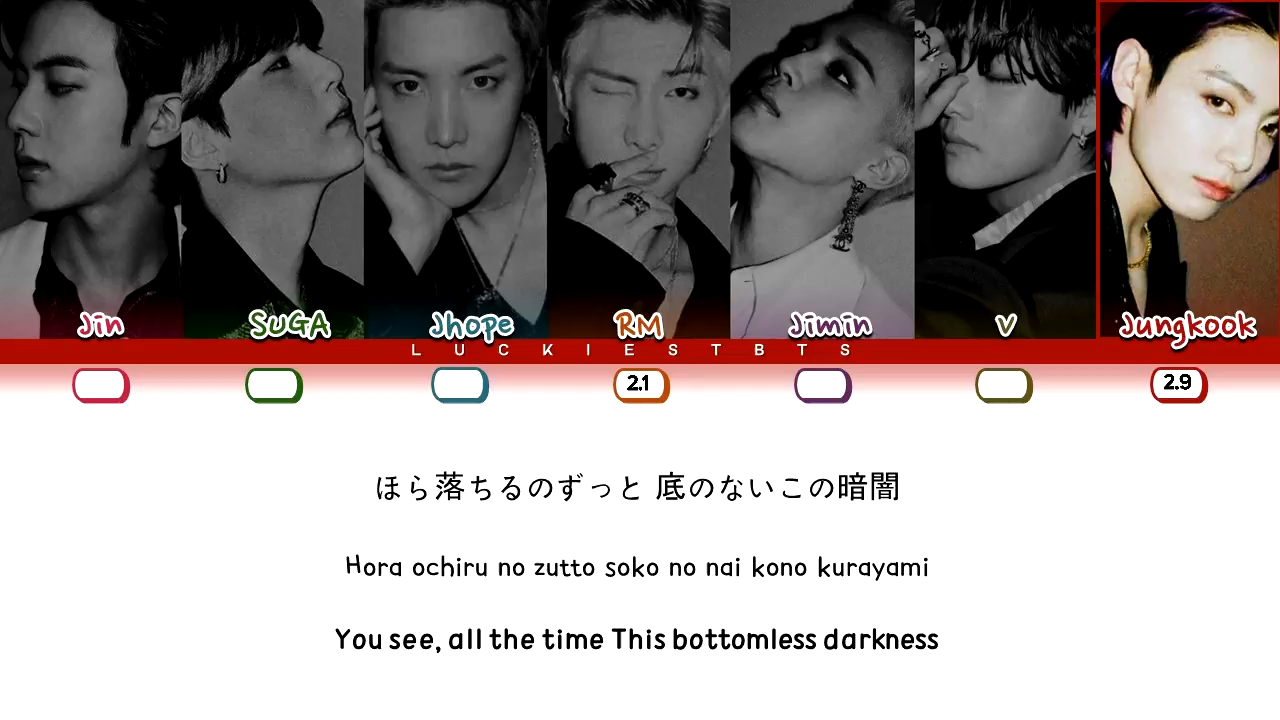 Jin SUGA Jhope RM Jimin V Jungkook
LUCKIESTBTS
2.1 2.9
ほら落ちるのずっと 底のないこの暗闇
Hora ochiru no zutto soko no nai kono kurayami
You see, all the time This bottomless darkness